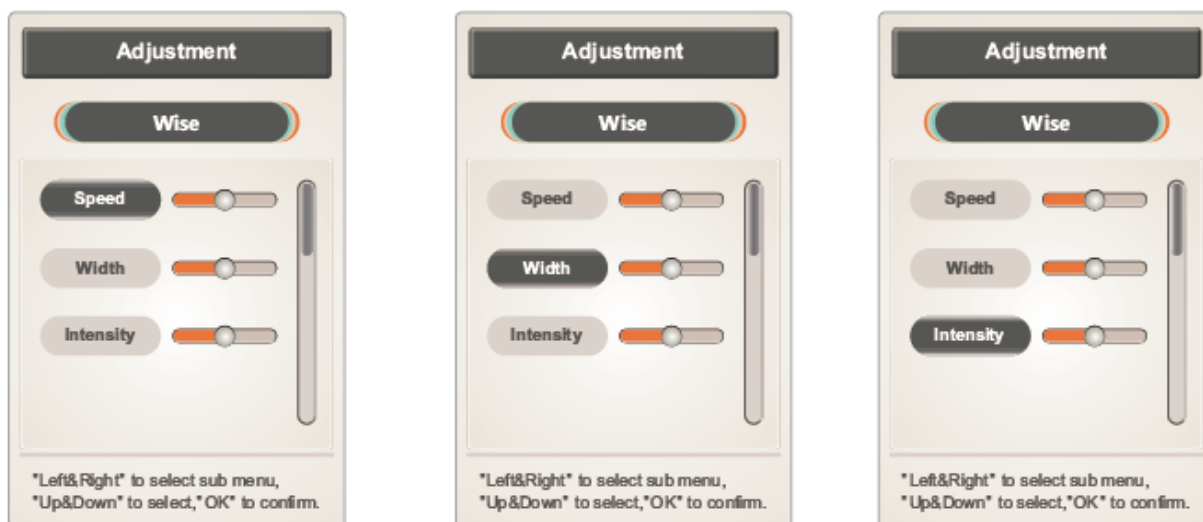 Adjustment
Wise
Speed
Width
Intensity
"Left&Right" to select sub menu,
"Up&Down" to select,"OK" to confirm.
Adjustment
Wise
Speed
Width
Intensity
"Left&Right" to select sub menu,
"Up&Down" to select,"OK" to confirm.
Adjustment
Wise
Speed
Width
Intensity
"Left&Right" to select sub menu,
"Up&Down" to select,"OK" to confirm.